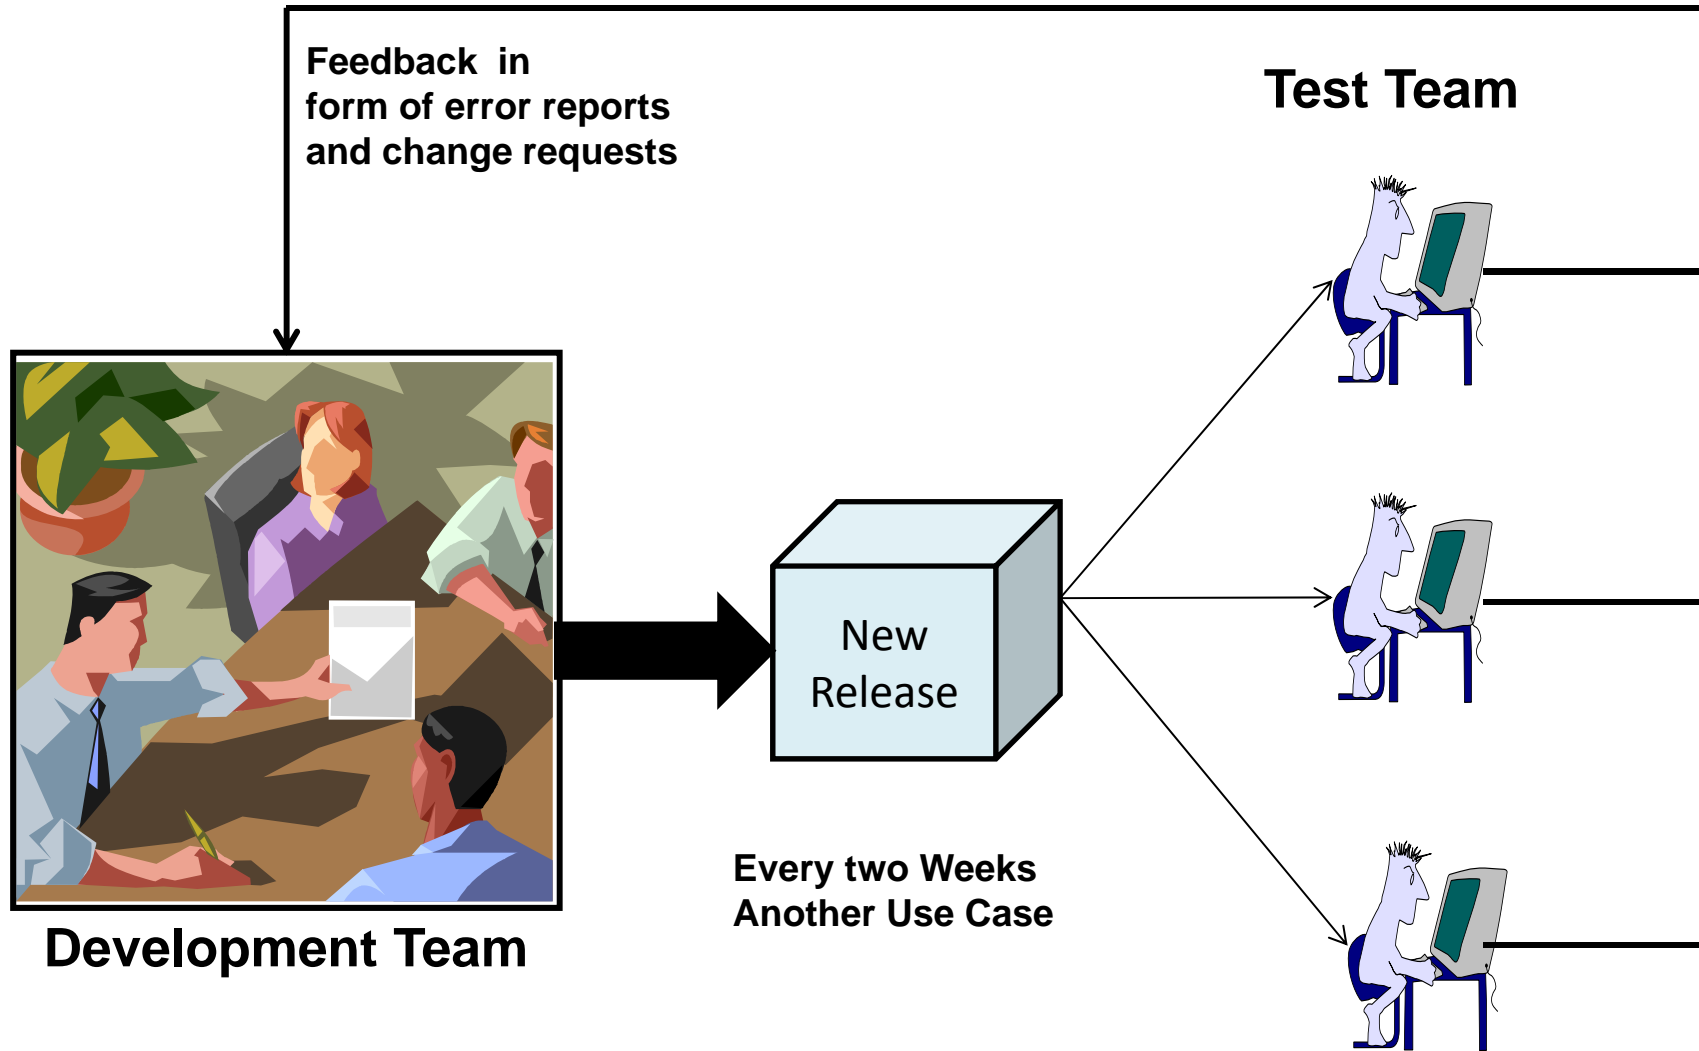 Feedback in
form of error reports
and change requests
Test Team
New
Release
Every two Weeks
Another Use Case
Development Team